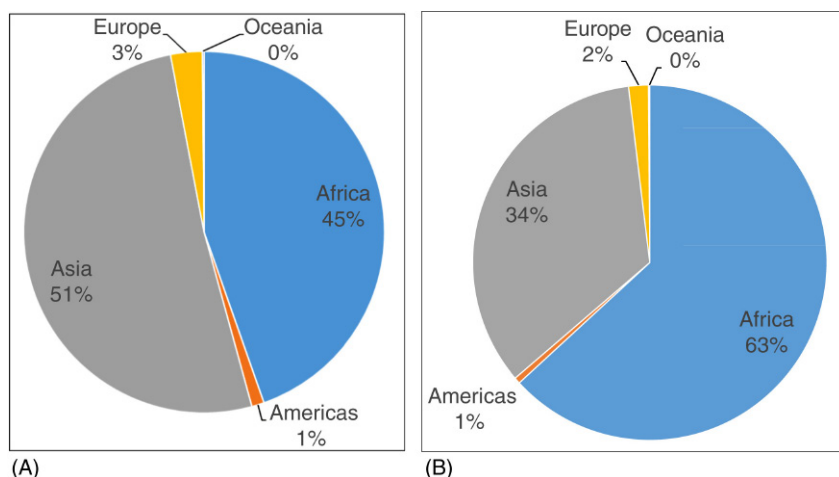 Europe
3%
Oceania
0%
Africa
45%
Asia
51%
Americas
1%
(A)
Europe
2%
Oceania
0%
Asia
34%
Africa
63%
Americas
1%
(B)